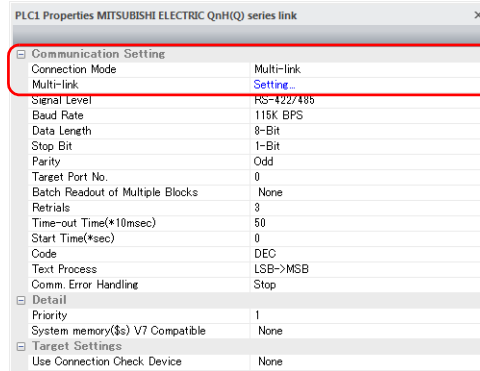 PLC1 Properties MITSUBISHI ELECTRIC QnH(Q) series link ×
Communication Setting
Connection Mode Multi-link
Multi-link Setting...
Signal Level RS-422/485
Baud Rate 115K BPS
Data Length 8-Bit
Stop Bit 1-Bit
Parity Odd
Target Port No. 0
Batch Readout of Multiple Blocks None
Retrials 3
Time-out Time(*10msec) 50
Start Time(*sec) 0
Code DEC
Text Process LSB->MSB
Comm. Error Handling Stop
Detail
Priority 1
System memory($s) V7 Compatible None
Target Settings
Use Connection Check Device None